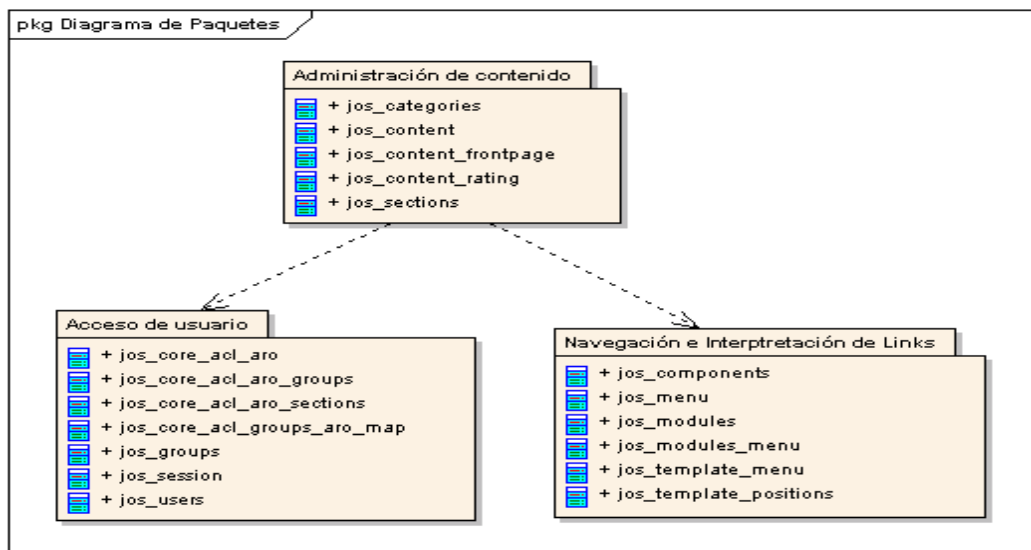 pkg Diagrama de Paquetes
Administración de contenido
+ jos_categories
+ jos_content
+ jos_content_frontpage
+ jos_content_rating
+ jos_sections
Acceso de usuario
+ jos_core_acl_aro
+ jos_core_acl_aro_groups
+ jos_core_acl_aro_sections
+ jos_core_acl_groups_aro_map
+ jos_groups
+ jos_session
+ jos_users
Navegación e Interptretación de Links
+ jos_components
+ jos_menu
+ jos_modules
+ jos_modules_menu
+ jos_template_menu
+ jos_template_positions